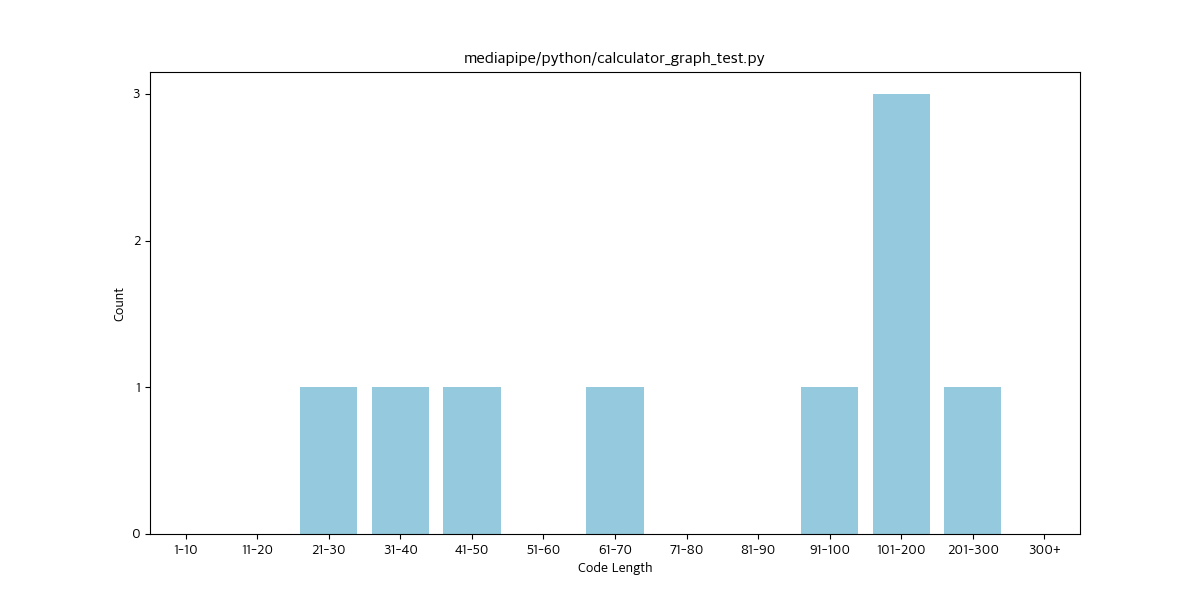 mediapipe/python/calculator_graph_test.py
3
2
1
0
Count
1-10 11-20 21-30 31-40 41-50 51-60 61-70 71-80 81-90 91-100 101-200 201-300 300+
Code Length